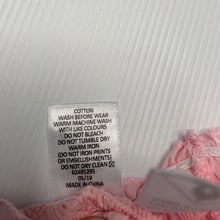 COTTON
WASH BEFORE WEAR
WARM MACHINE WASH
WITH LIKE COLOURS
DO NOT BLEACH
DO NOT TUMBLE DRY
WARM IRON
(DO NOT IRON PRINTS
OR EMBELLISHMENTS)
DO NOT DRY CLEAN
62495295
05/19
MADE IN CHINA